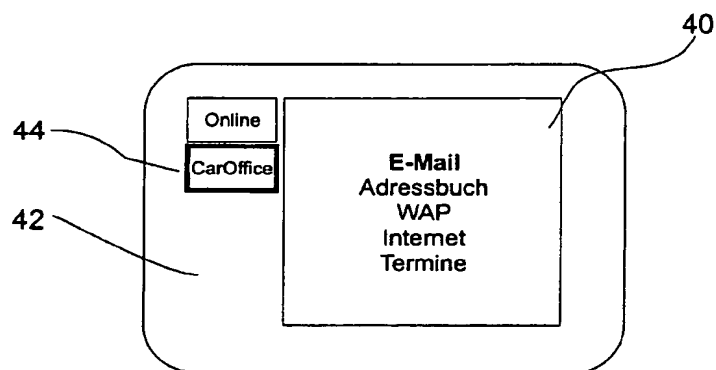 40
Online
44
CarOffice
E-Mail
Adressbuch
WAP
42
Internet
Termine